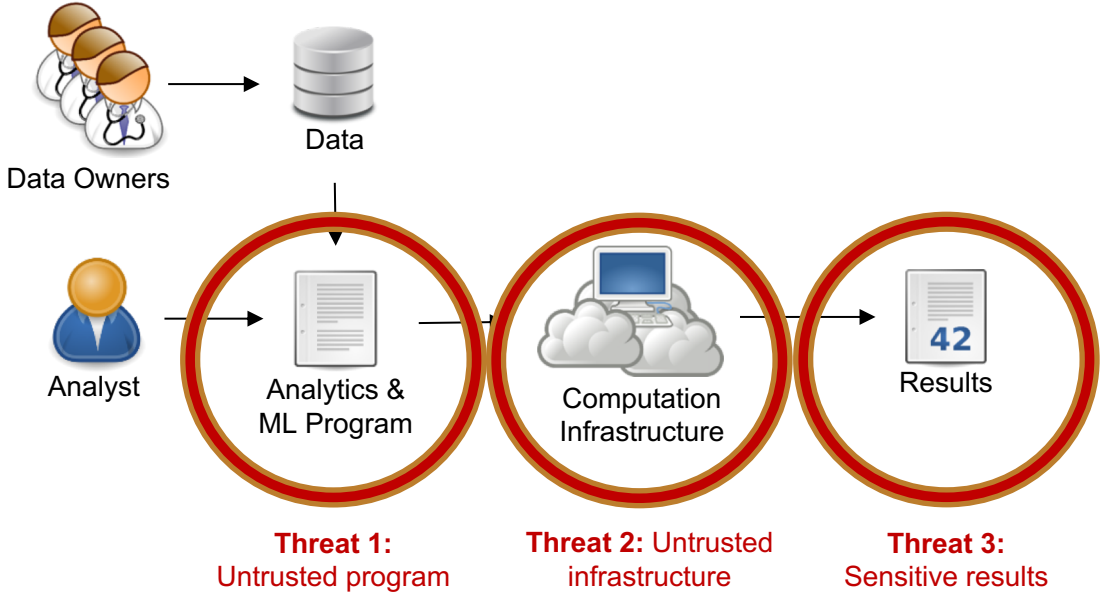 Data
Data Owners
Analyst
Analytics &
ML Program
Computation
Infrastructure
42
Results
Threat 1:
Untrusted program
Threat 2: Untrusted
infrastructure
Threat 3:
Sensitive results